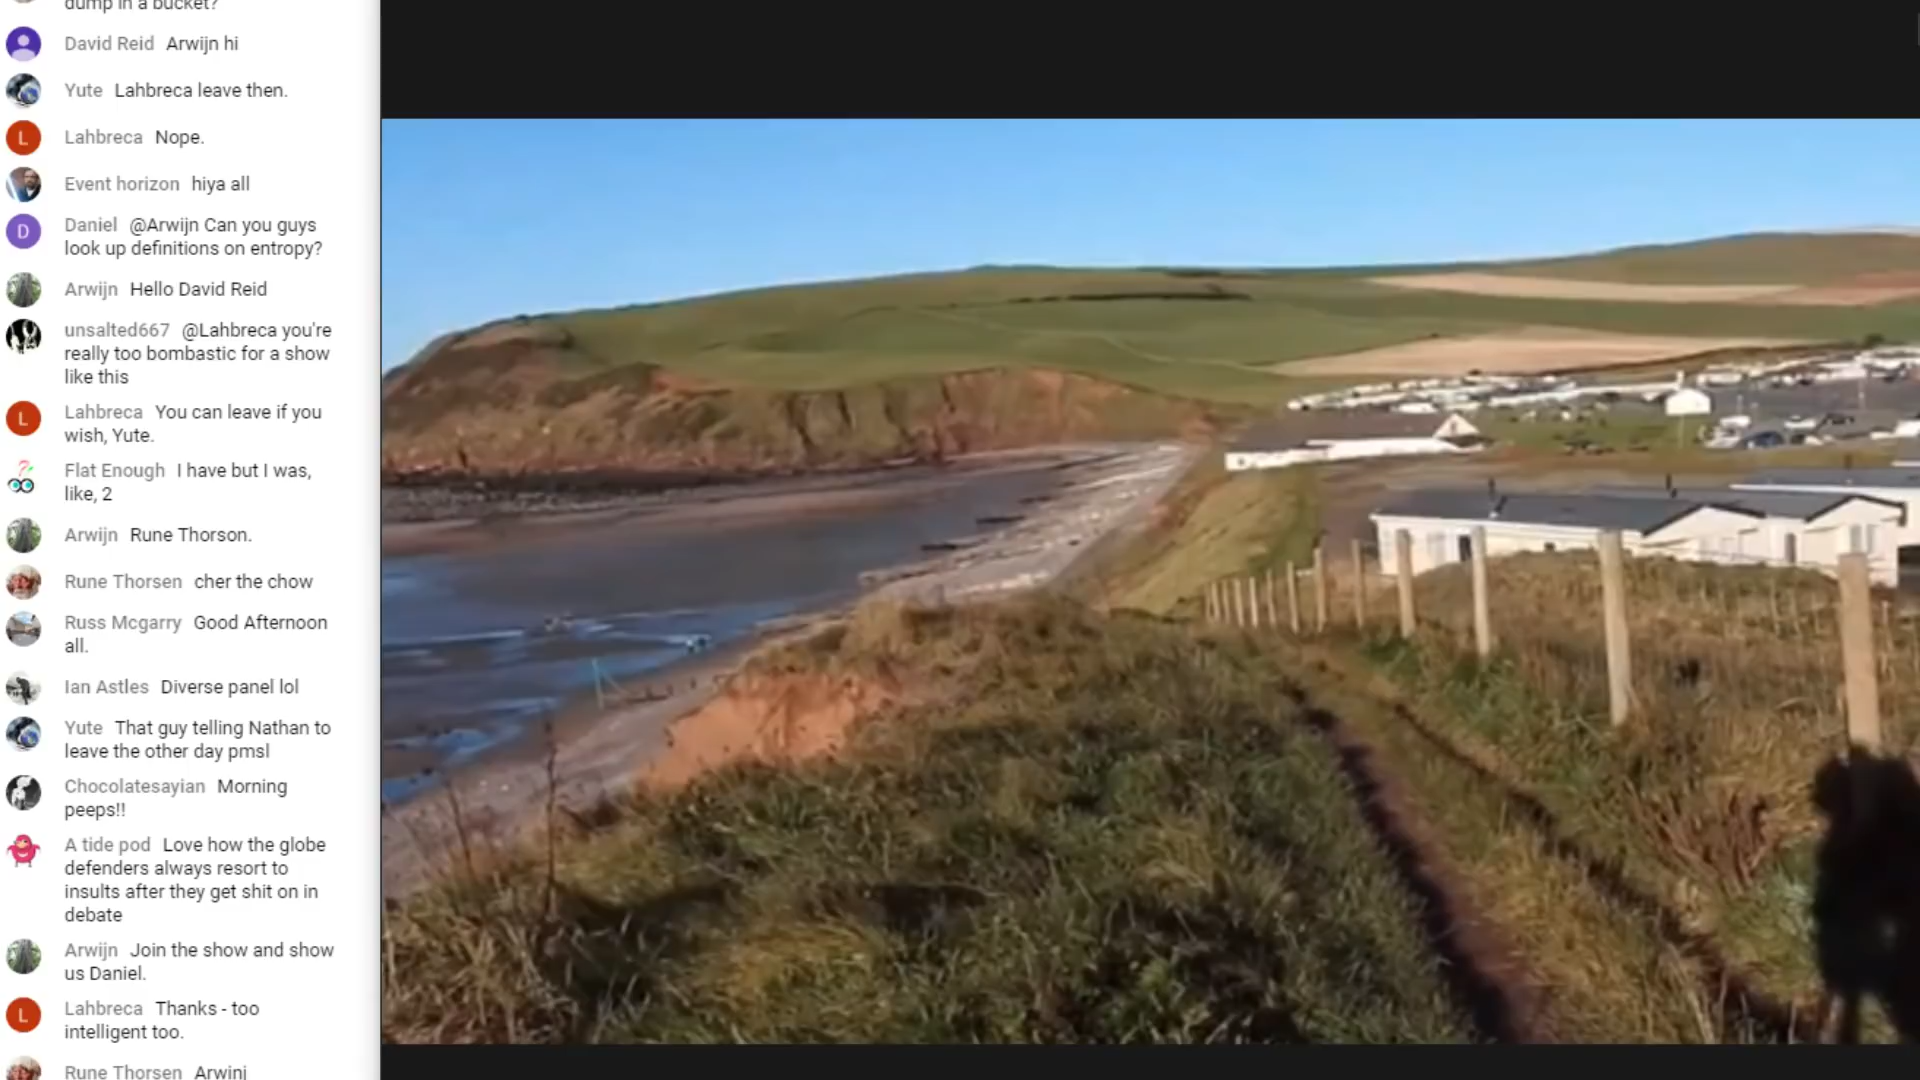 dump in a bucket?
David Reid Arwijn hi
Yute Lahbreca leave then.
L Lahbreca Nope.
Event horizon hiya all
D Daniel @Arwijn Can you guys
look up definitions on entropy?
Arwijn Hello David Reid
unsalted667 @Lahbreca you're
really too bombastic for a show
like this
L Lahbreca You can leave if you
wish, Yute.
Flat Enough I have but I was,
like, 2
Arwijn Rune Thorson.
Rune Thorsen cher the chow
Russ Mcgarry Good Afternoon
all.
Ian Astles Diverse panel lol
Yute That guy telling Nathan to
leave the other day pmsl
Chocolatesayian Morning
peeps!!
A tide pod Love how the globe
defenders always resort to
insults after they get shit on in
debate
Arwijn Join the show and show
us Daniel.
L Lahbreca Thanks - too
intelligent too.
Rune Thorsen Arwinj